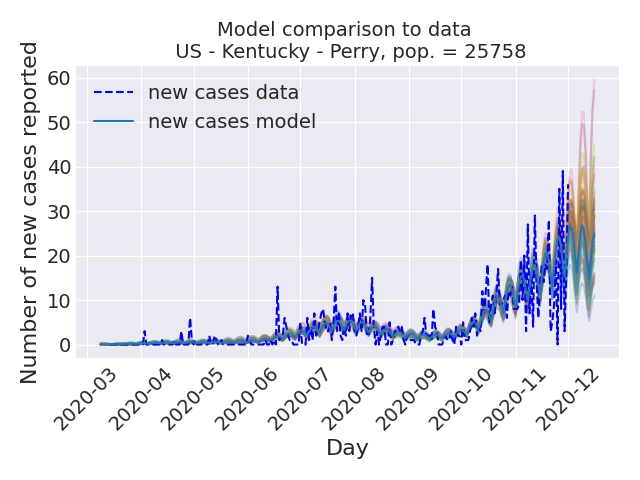 Model comparison to data
US - Kentucky - Perry, pop. = 25758
Number of new cases reported
60
50
40
30
20
10
0
new cases data
new cases model
2020-03
2020-04
2020-05
2020-06
2020-07
2020-08
2020-09
2020-10
2020-11
2020-12
Day